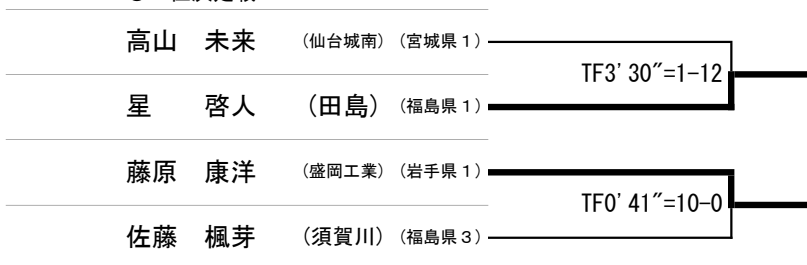 高山 未来 (仙台城南) (宮城県1)
TF3'30″=1-12
星 啓人 (田島) (福島県1)
藤原 康洋 (盛岡工業) (岩手県1)
TF0'41″=10-0
佐藤 楓芽 (須賀川) (福島県3)